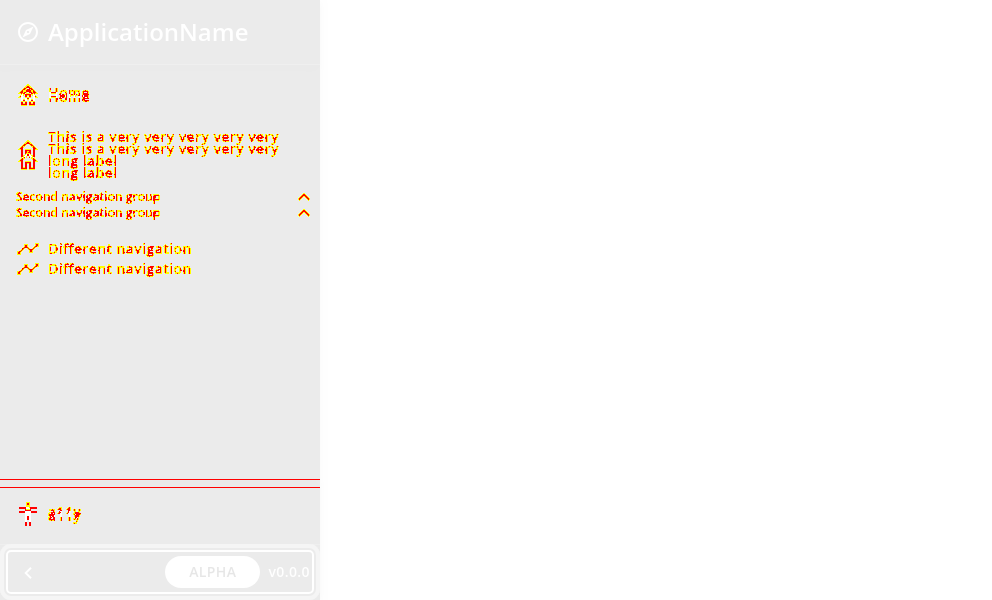 ApplicationName
Home
This is a very very very very very
This is a very very very very very
long label
long label
Second navigation group
Second navigation group
Different navigation
Different navigation
ALPHA v0.0.0